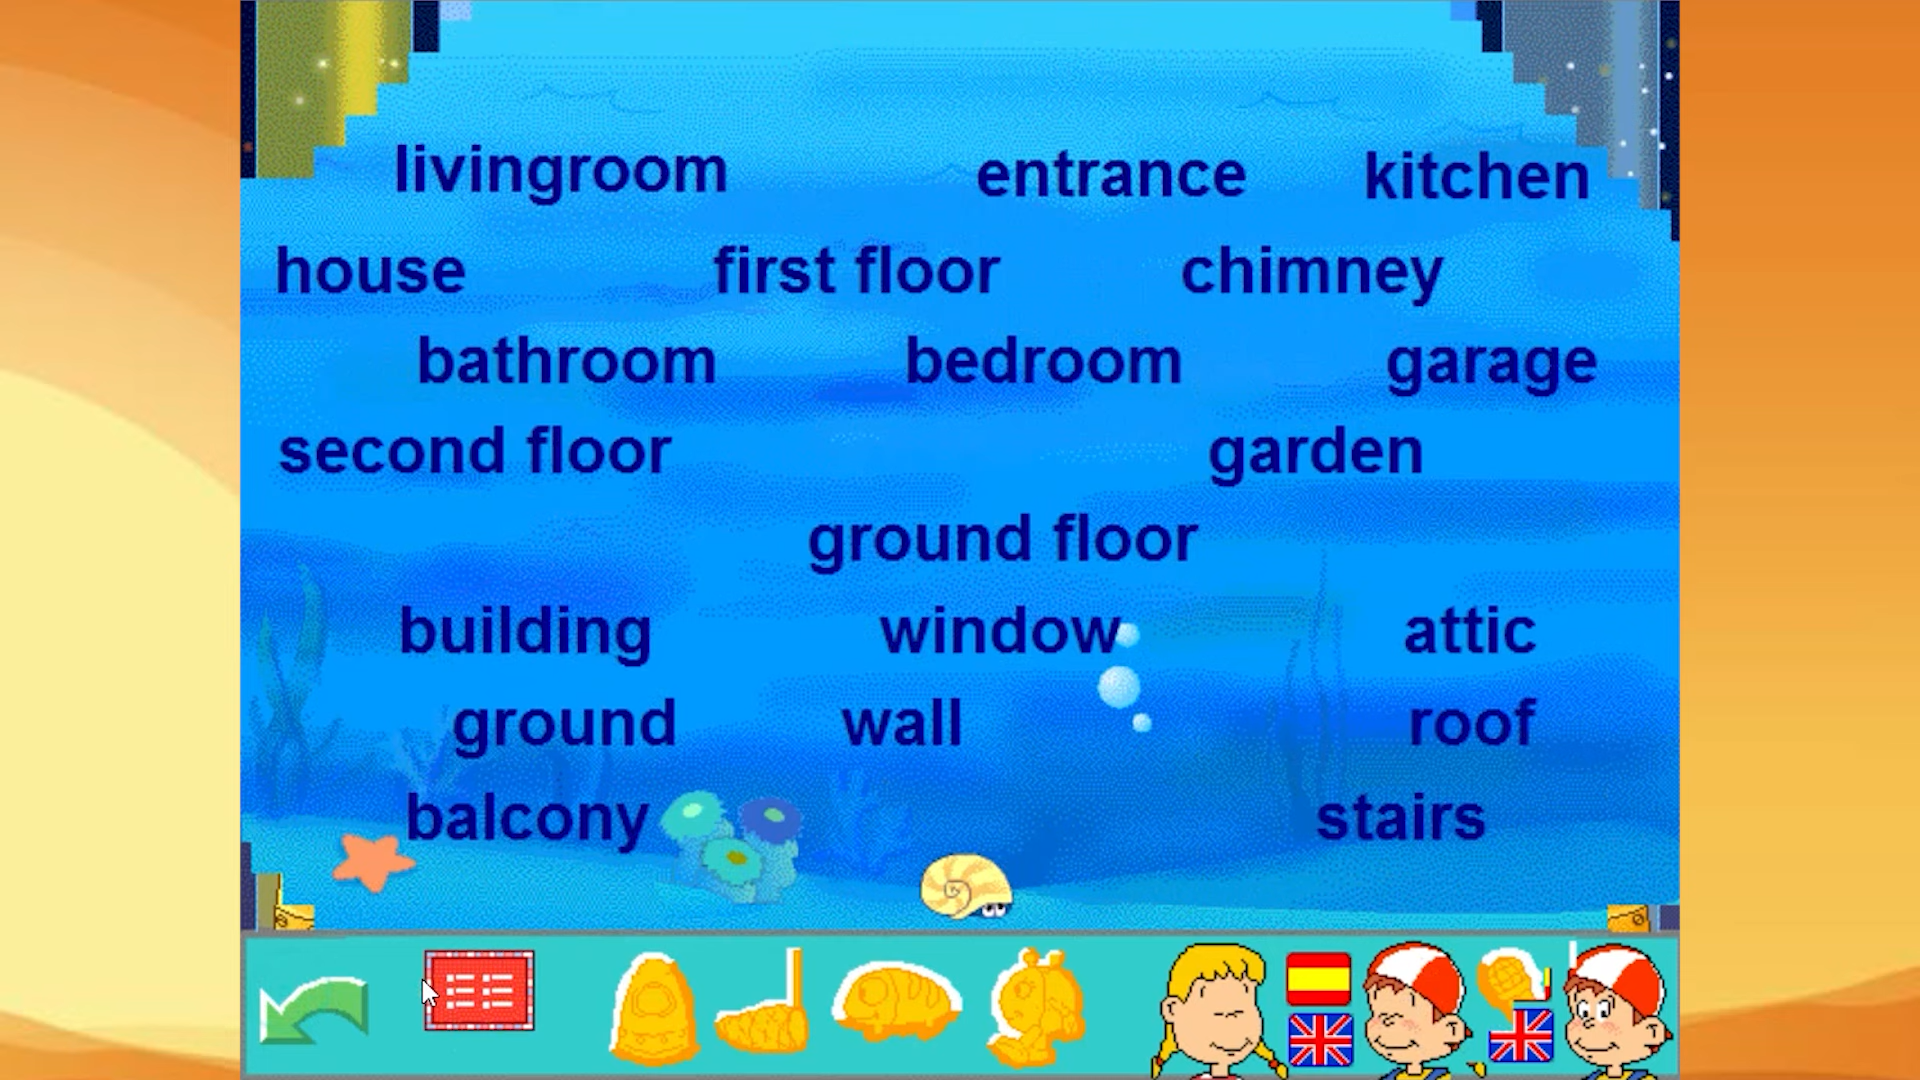 livingroom entrance kitchen
house first floor chimney
bathroom bedroom garage
second floor garden
ground floor
building window attic
ground wall roof
balcony stairs